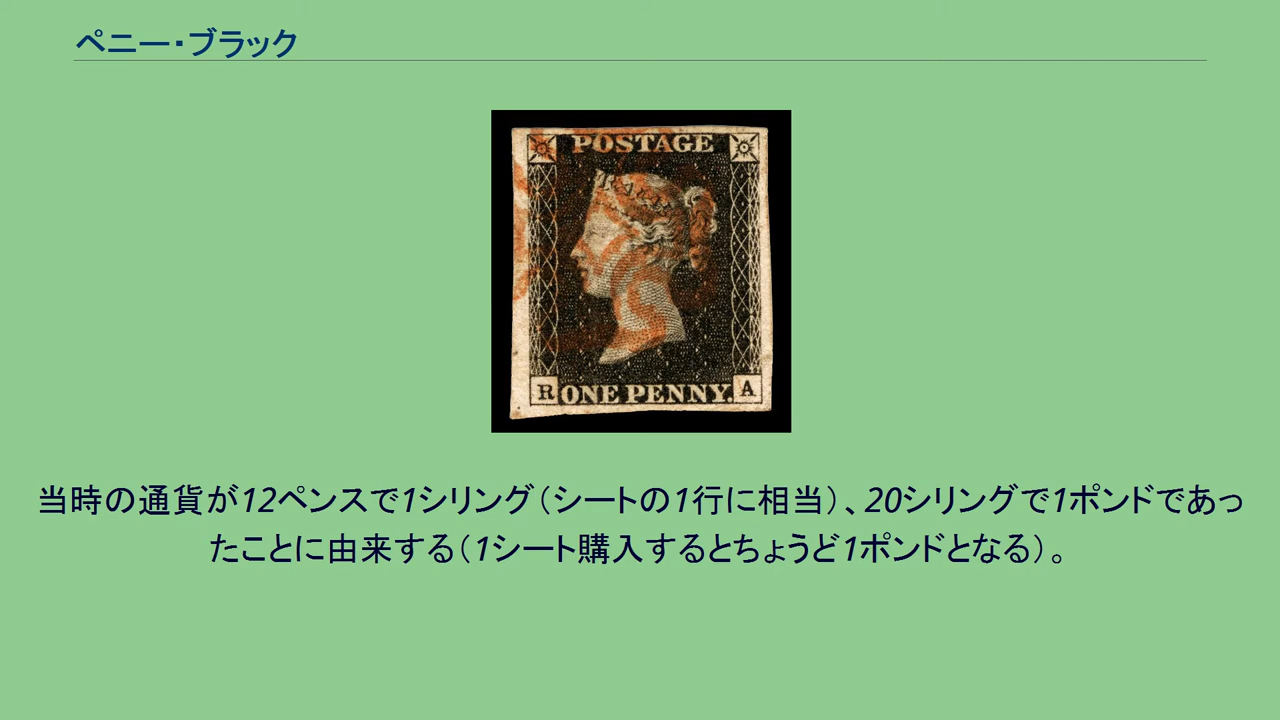 ペニー・ブラック
POSTAGE
R ONE PENNY. A
当時の通貨が12ペンスで1シリング（シートの1行に相当）、20シリングで1ポンドであっ
たことに由来する（1シート購入するとちょうど1ポンドとなる）。